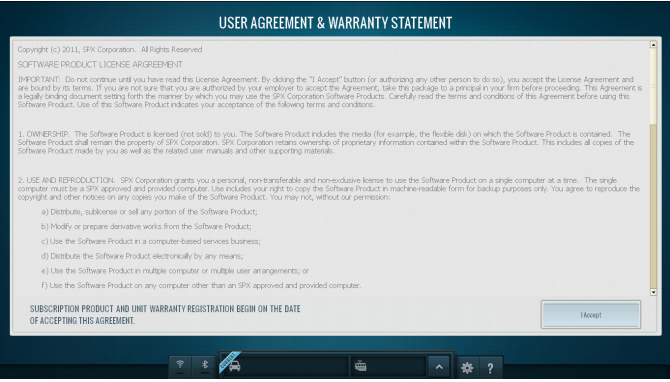 USER AGREEMENT & WARRANTY STATEMENT
Copyright (c) 2011, SPX Corporation. All Rights Reserved
SOFTWARE PRODUCT LICENSE ARGREEMENT
IMPORTANT: Do not continue until you have read this License Agreement. By clicking the "I Accept" button (or authorizing any other person to do so), you accept the License Agreement and
are bound by its terms. If you are not sure that you are authorized by your employer to accept the Agreement, take this package to a principal in your firm before proceeding. This Agreement is
a legally binding document setting forth the manner by which you may use the SPX Corporation Software Products. Carefully read the terms and conditions of this Agreement before using this
Software Product. Use of this Software Product indicates your acceptance of the following terms and conditions.
1. OWNERSHIP. The Software Product is licensed (not sold) to you. The Software Product includes the media (for example, the flexible disk) on which the Software Product is contained. The
Software Product shall remain the property of SPX Corporation. SPX Corporation retains ownership of proprietary information contained within the Software Product. This includes all copies of the
Software Product made by you as well as the related user manuals and other supporting materials.
2. USE AND REPRODUCTION. SPX Corporation grants you a personal, non-transferable and non-exclusive license to use the Software Product on a single computer at a time. The single
computer must be a SPX approved and provided computer. Use includes your right to copy the Software Product in machine-readable form for backup purposes only. You agree to reproduce the
copyright and other notices on any copies you make of the Software Product. You may not, without our permission:
a) Distribute, sublicense or sell any portion of the Software Product;
b) Modify or prepare derivative works from the Software Product;
c) Use the Software Product in a computer-based services business;
d) Distribute the Software Product electronically by any means;
e) Use the Software Product in multiple computer or multiple user arrangements; or
f) Use the Software Product on any computer other than an SPX approved and provided computer.
SUBSCRIPTION PRODUCT AND UNIT WARRANTY REGISTRATION BEGIN ON THE DATE
OF ACCEPTING THIS AGREEMENT.
I Accept
?